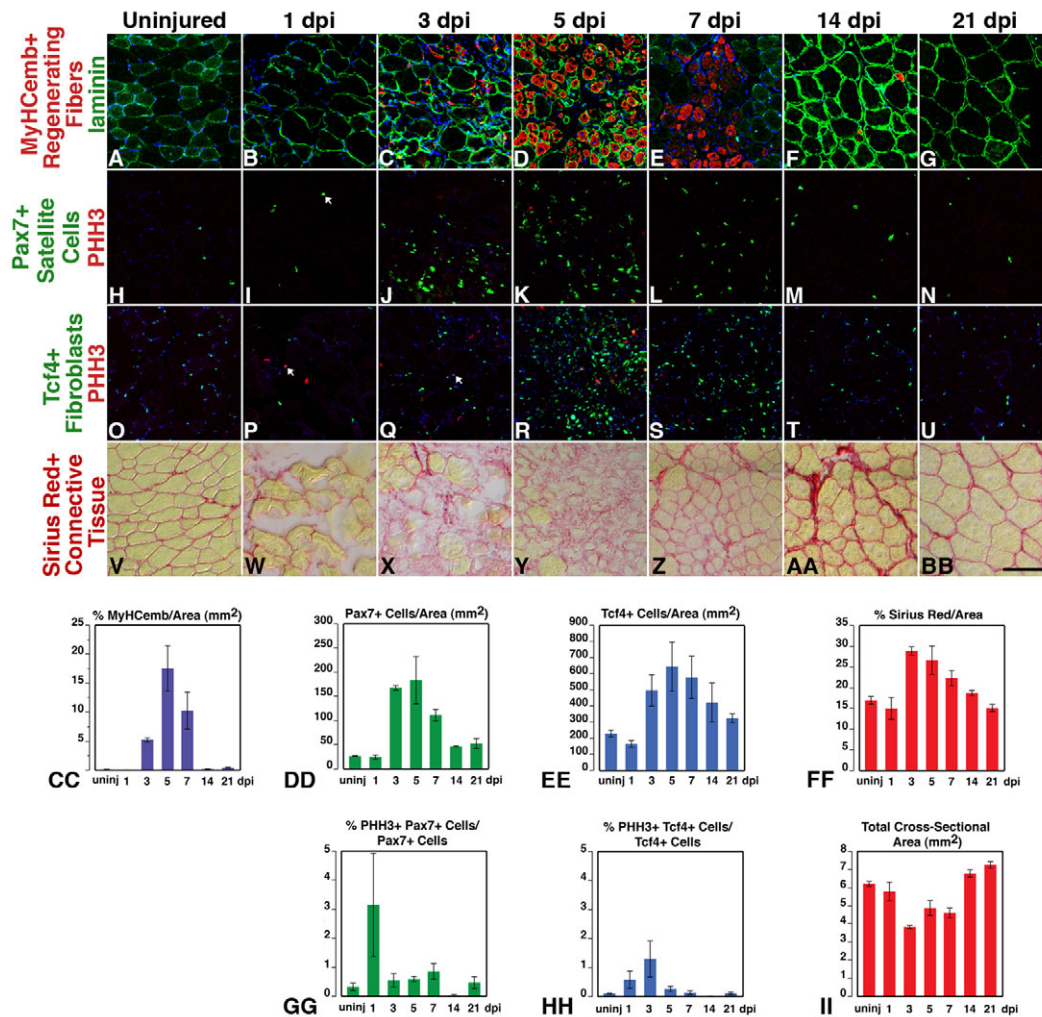 Uninjured 1 dpi 3 dpi 5 dpi 7 dpi 14 dpi 21 dpi
MyHCemb+
Regenerating
Fibers
laminin
A B C D E F G
Pax7+
Satellite
Cells
PHH3
H I J K L M N
Tcf4+
Fibroblasts
PHH3
O P Q R S T U
Sirius Red+
Connective
Tissue
V W X Y Z AA BB
% MyHCemb/Area (mm2)
25
20
15
10
5
0
uninj 1 3 5 7 14 21 dpi
CC
Pax7+ Cells/Area (mm2)
300
250
200
150
100
50
0
uninj 1 3 5 7 14 21 dpi
DD
Tcf4+ Cells/Area (mm2)
900
800
700
600
500
400
300
200
100
0
uninj 1 3 5 7 14 21 dpi
EE
% Sirius Red/Area
35
30
25
20
15
10
5
0
uninj 1 3 5 7 14 21 dpi
FF
% PHH3+ Pax7+ Cells/
Pax7+ Cells
5
4
3
2
1
0
uninj 1 3 5 7 14 21 dpi
GG
% PHH3+ Tcf4+ Cells/
Tcf4+ Cells
5
4
3
2
1
0
uninj 1 3 5 7 14 21 dpi
HH
Total Cross-Sectional
Area (mm2)
8
7
6
5
4
3
2
1
0
uninj 1 3 5 7 14 21 dpi
II